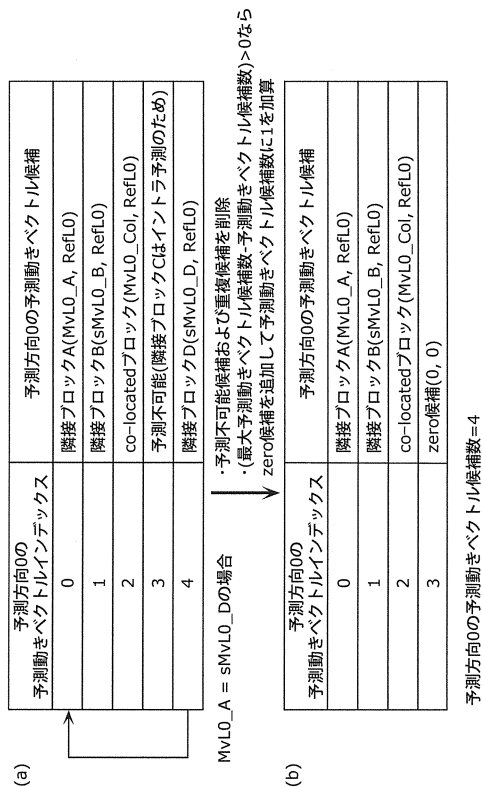 (a)
予測方向0の
予測動きベクトルインデックス
予測方向0の予測動きベクトル候補
0
隣接ブロックA(MvL0_A, RefL0)
1
隣接ブロックB(sMvL0_B, RefL0)
2
co-locatedブロック(MvL0_Col, RefL0)
3
予測不可能(隣接ブロックCはイントラ予測のため)
4
隣接ブロックD(sMvL0_D, RefL0)
MvL0_A = sMvL0_Dの場合
・予測不可能候補および重複候補を削除
・(最大予測動きベクトル候補数-予測動きベクトル候補数)>0なら
zero候補を追加して予測動きベクトル候補数に1を加算
(b)
予測方向0の
予測動きベクトルインデックス
予測方向0の予測動きベクトル候補
0
隣接ブロックA(MvL0_A, RefL0)
1
隣接ブロックB(sMvL0_B, RefL0)
2
co-locatedブロック(MvL0_Col, RefL0)
3
zero候補(0, 0)
予測方向0の予測動きベクトル候補数=4